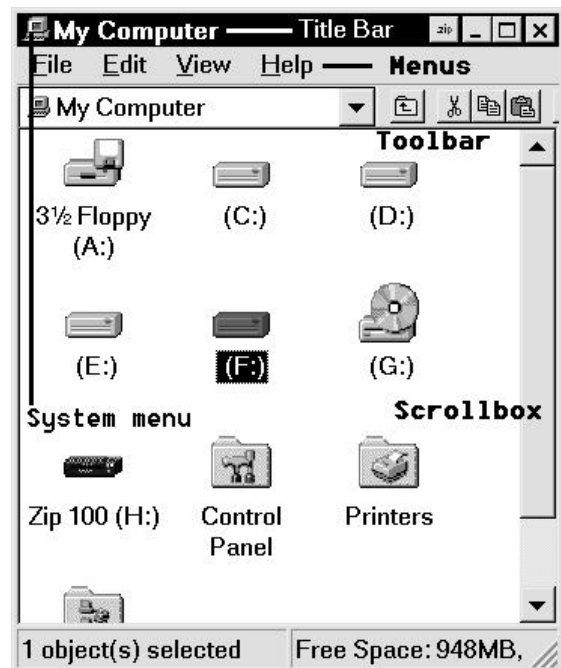 My Computer Title Bar zip
File Edit View Help Menus
My Computer
Toolbar
3½ Floppy (C:) (D:)
(A:)
(E:) (F:) (G:)
System menu Scrollbox
Zip 100 (H:) Control Printers
Panel
1 object(s) selected Free Space: 948MB,